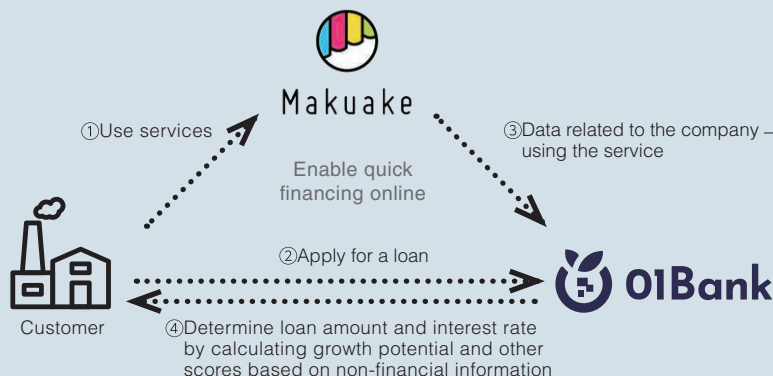 Makuake
①Use services
③Data related to the company
using the service
Enable quick
financing online
②Apply for a loan
01Bank
Customer
④Determine loan amount and interest rate
by calculating growth potential and other
scores based on non-financial information